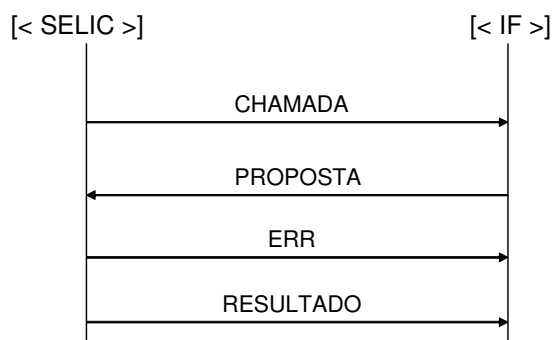 [< SELIC >] [< IF >]
CHAMADA
PROPOSTA
ERR
RESULTADO